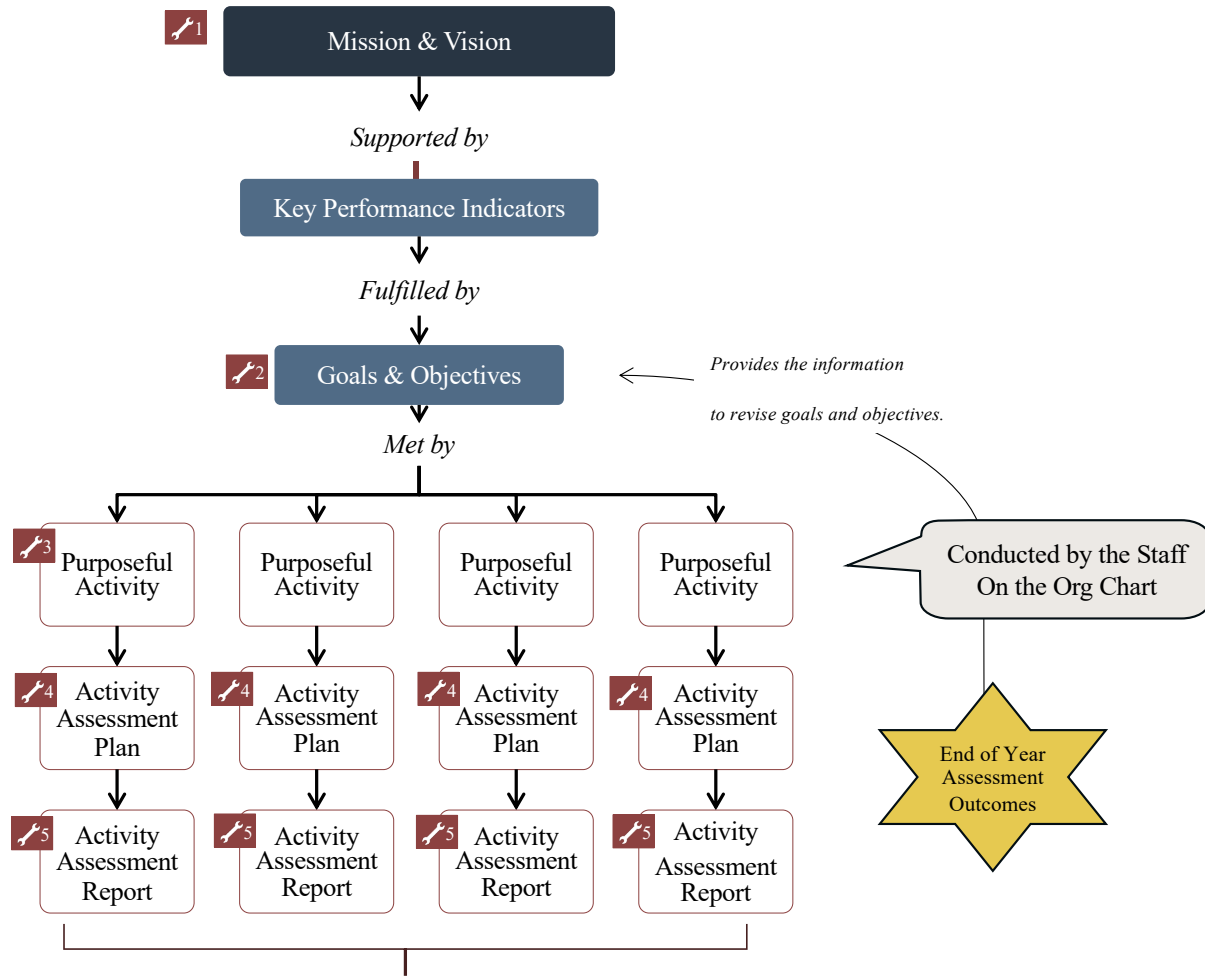 1
Mission & Vision
Supported by
Key Performance Indicators
Fulfilled by
2
Goals & Objectives
Provides the information
to revise goals and objectives.
Met by
3
Purposeful
Activity
Purposeful
Activity
Purposeful
Activity
Purposeful
Activity
Conducted by the Staff
On the Org Chart
4
Activity
Assessment
Plan
4
Activity
Assessment
Plan
4
Activity
Assessment
Plan
4
Activity
Assessment
Plan
End of Year
Assessment
Outcomes
5
Activity
Assessment
Report
5
Activity
Assessment
Report
5
Activity
Assessment
Report
5
Activity
Assessment
Report